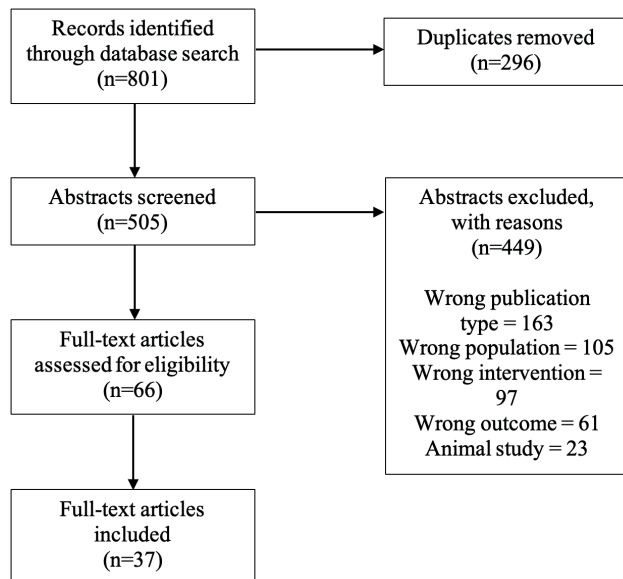 Records identified
through database search
(n=801)
Duplicates removed
(n=296)
Abstracts screened
(n=505)
Abstracts excluded,
with reasons
(n=449)
Wrong publication
type = 163
Wrong population = 105
Wrong intervention =
97
Wrong outcome = 61
Animal study = 23
Full-text articles
assessed for eligibility
(n=66)
Full-text articles
included
(n=37)